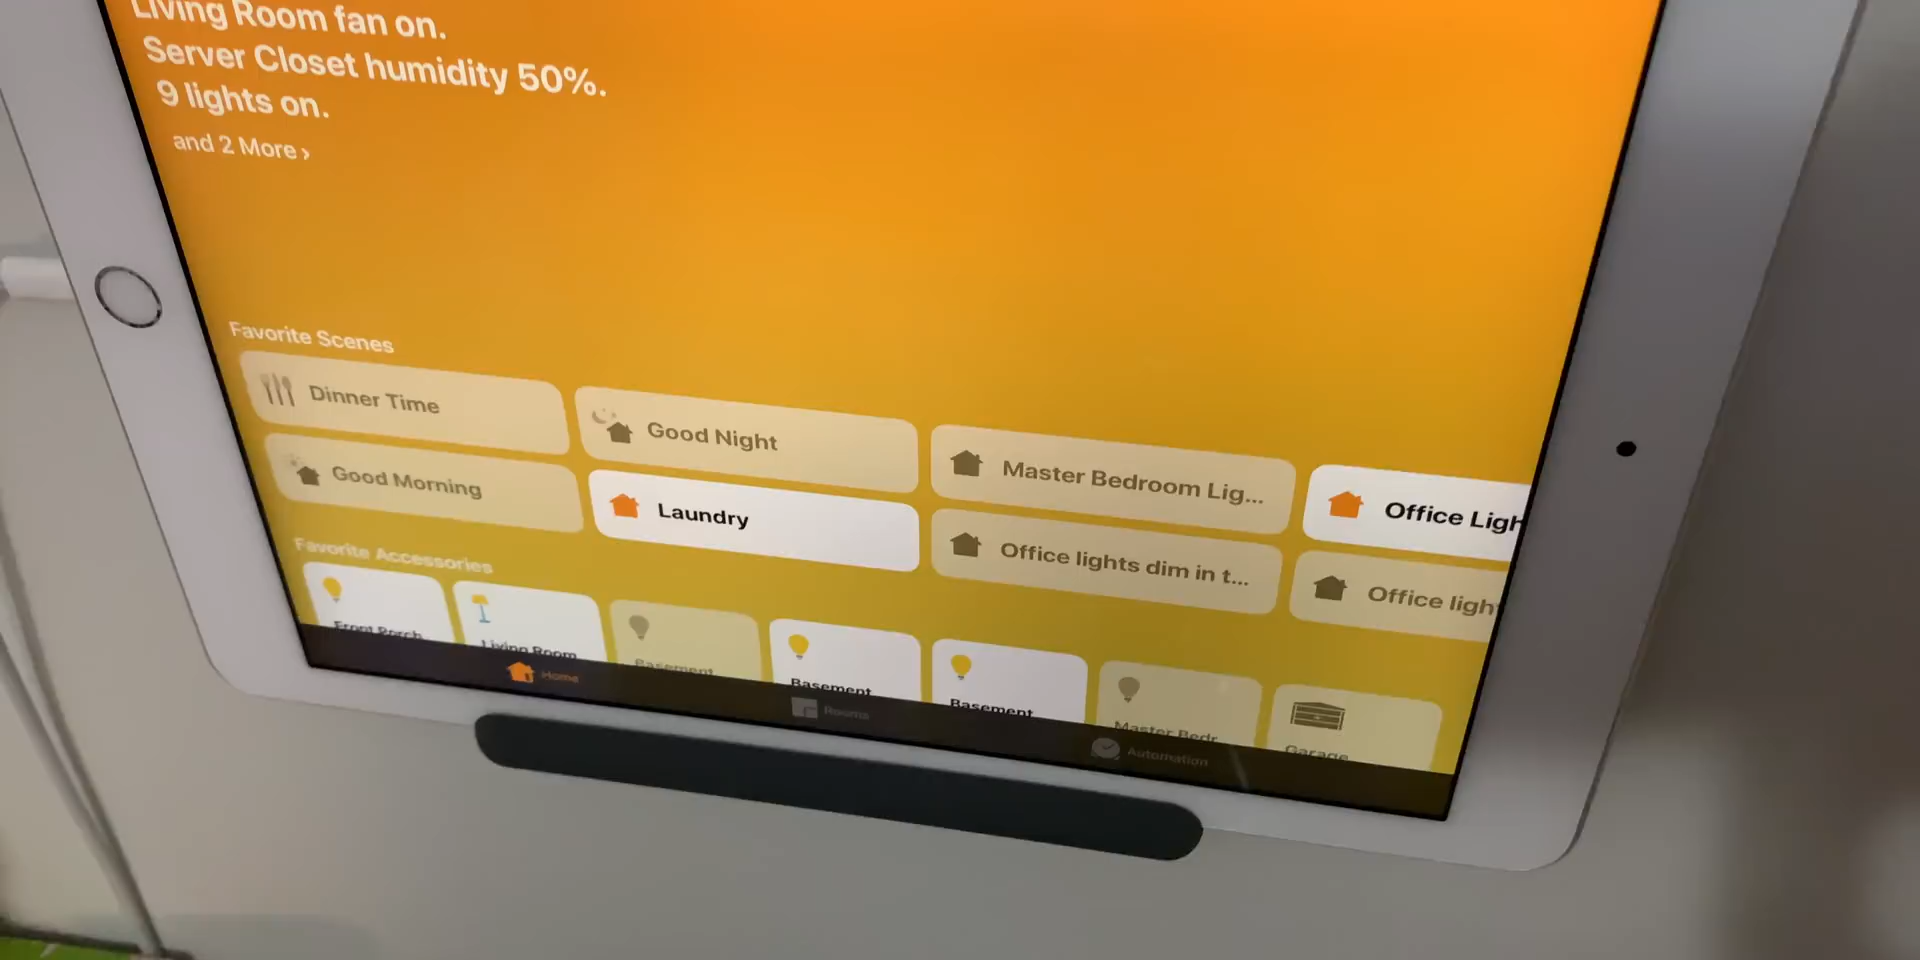 Living Room fan on.
Server Closet humidity 50%.
9 lights on.
and 2 More ›
Favorite Scenes
Dinner Time
Good Night
Master Bedroom Lig...
Office Ligh
Good Morning
Laundry
Office lights dim in t...
Office ligh
Favorite Accessories
Front Porch
Living Room
Basement
Basement
Basement
Master Bedr
Garage
Home
Rooms
Automation